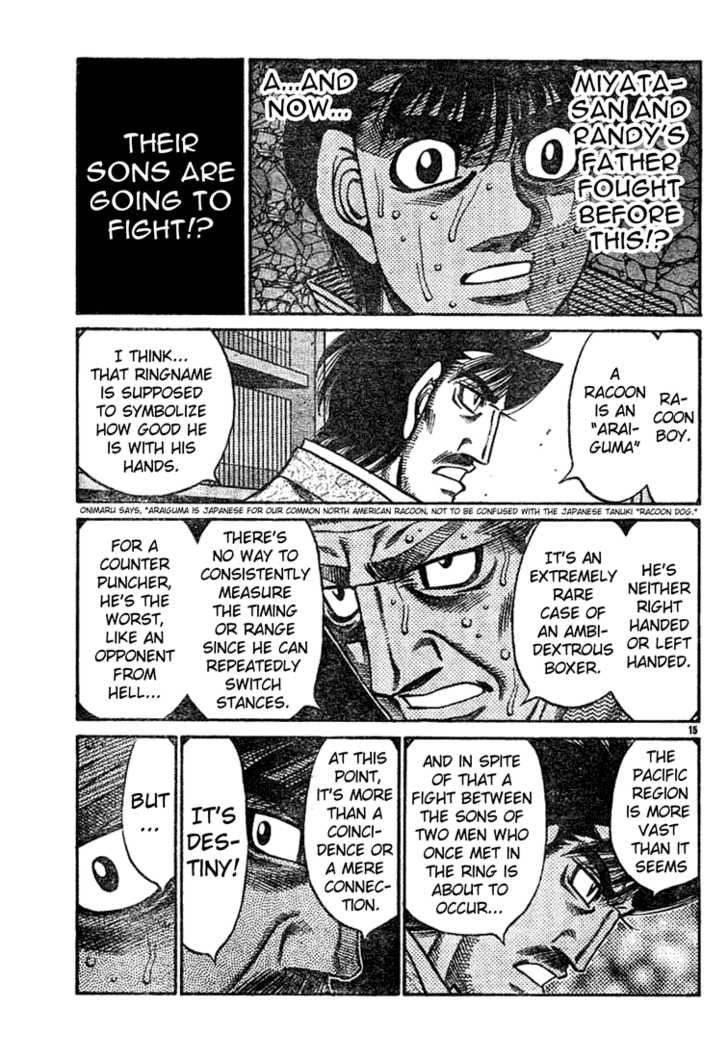 MIYATA-
SAN AND
RANDY'S
FATHER
FOUGHT
BEFORE
THIS!?
A...AND
NOW...
THEIR
SONS ARE
GOING TO
FIGHT!?
RA-
COON
BOY.
A
RACOON
IS AN
"ARAI-
GUMA"
I THINK...
THAT RINGNAME
IS SUPPOSED
TO SYMBOLIZE
HOW GOOD HE
IS WITH HIS
HANDS.
ONIMARU SAYS, "ARAIGUMA IS JAPANESE FOR OUR COMMON NORTH AMERICAN RACOON, NOT TO BE CONFUSED WITH THE JAPANESE TANUKI "RACOON DOG."
HE'S
NEITHER
RIGHT
HANDED
OR LEFT
HANDED.
IT'S AN
EXTREMELY
RARE
CASE OF
AN AMBI-
DEXTROUS
BOXER.
THERE'S
NO WAY TO
CONSISTENTLY
MEASURE
THE TIMING
OR RANGE
SINCE HE CAN
REPEATEDLY
SWITCH
STANCES.
FOR A
COUNTER
PUNCHER,
HE'S THE
WORST,
LIKE AN
OPPONENT
FROM
HELL...
15
THE
PACIFIC
REGION
IS MORE
VAST
THAN IT
SEEMS
AND IN SPITE
OF THAT A
FIGHT BETWEEN
THE SONS OF
TWO MEN WHO
ONCE MET IN
THE RING IS
ABOUT TO
OCCUR...
AT THIS
POINT,
IT'S MORE
THAN A
COINCI-
DENCE OR
A MERE
CONNEC-
TION.
IT'S
DES-
TINY!
BUT
...